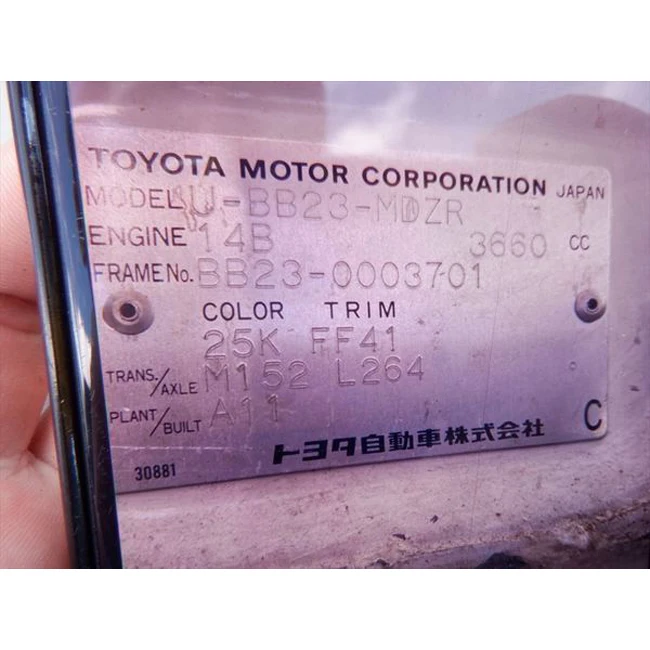 TOYOTA MOTOR CORPORATION JAPAN
MODEL U-BB23-MDZR
ENGINE 14B 3660 CC
FRAME No. BB23-0003701
COLOR TRIM
25K FF41
TRANS./AXLE M152 L264
PLANT/BUILT A11
トヨタ自動車株式会社 C
30881